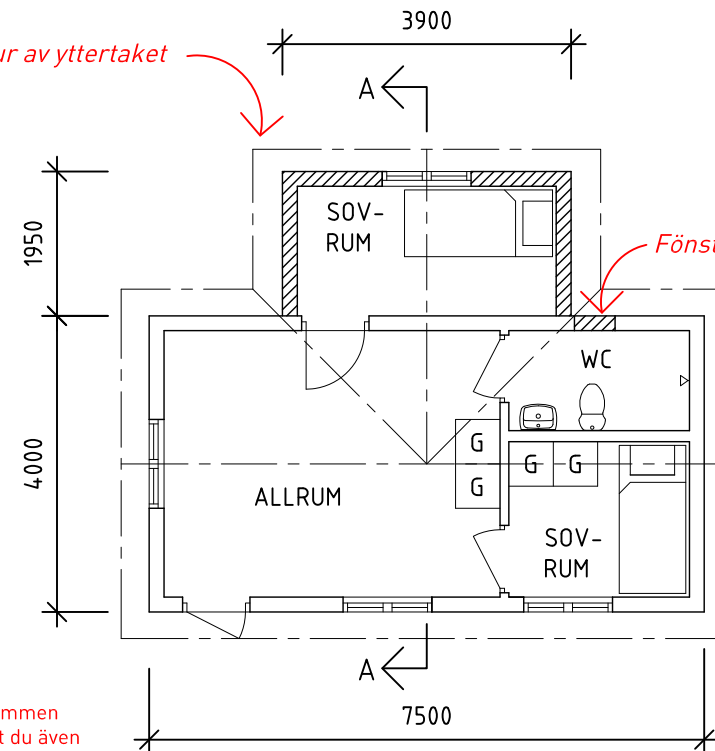 3900
ur av yttertaket
A
1950
SOV-
RUM
Fönst
WC
4000
G
G G
G
ALLRUM
SOV-
RUM
A
7500
mmen
t du även